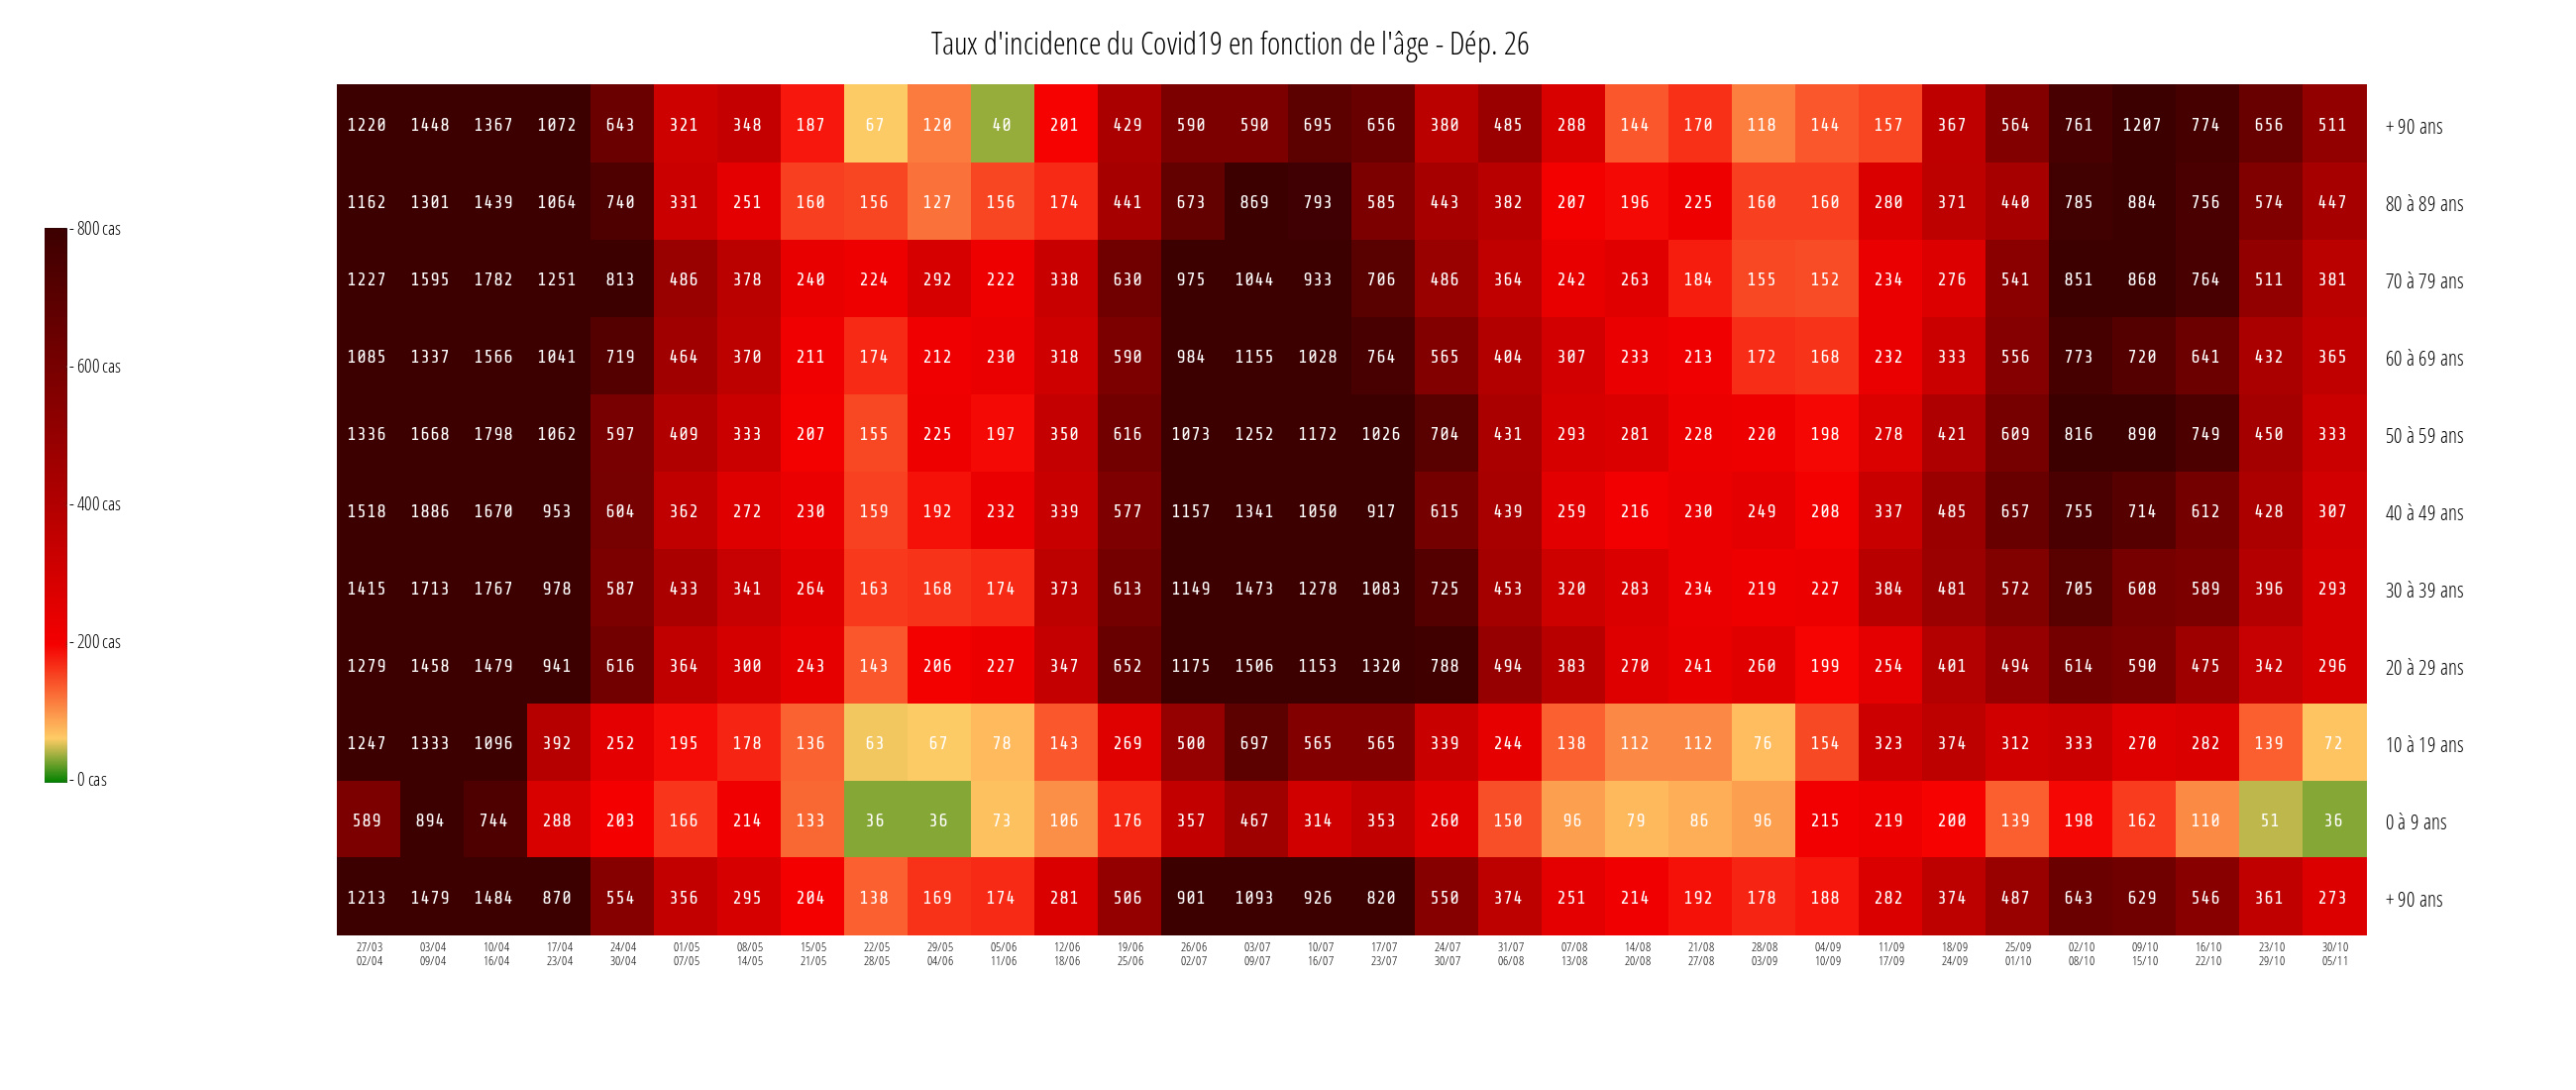 Taux d'incidence du Covid19 en fonction de l'âge - Dép. 26
1220 1448 1367 1072 643 321 348 187 67 120 40 201 429 590 590 695 656 380 485 288 144 170 118 144 157 367 564 761 1207 774 656 511 + 90 ans
1162 1301 1439 1064 740 331 251 160 156 127 156 174 441 673 869 793 585 443 382 207 196 225 160 160 280 371 440 785 884 756 574 447 80 à 89 ans
- 800 cas
1227 1595 1782 1251 813 486 378 240 224 292 222 338 630 975 1044 933 706 486 364 242 263 184 155 152 234 276 541 851 868 764 511 381 70 à 79 ans
1085 1337 1566 1041 719 464 370 211 174 212 230 318 590 984 1155 1028 764 565 404 307 233 213 172 168 232 333 556 773 720 641 432 365 60 à 69 ans
- 600 cas
1336 1668 1798 1062 597 409 333 207 155 225 197 350 616 1073 1252 1172 1026 704 431 293 281 228 220 198 278 421 609 816 890 749 450 333 50 à 59 ans
- 400 cas
1518 1886 1670 953 604 362 272 230 159 192 232 339 577 1157 1341 1050 917 615 439 259 216 230 249 208 337 485 657 755 714 612 428 307 40 à 49 ans
1415 1713 1767 978 587 433 341 264 163 168 174 373 613 1149 1473 1278 1083 725 453 320 283 234 219 227 384 481 572 705 608 589 396 293 30 à 39 ans
- 200 cas
1279 1458 1479 941 616 364 300 243 143 206 227 347 652 1175 1506 1153 1320 788 494 383 270 241 260 199 254 401 494 614 590 475 342 296 20 à 29 ans
1247 1333 1096 392 252 195 178 136 63 67 78 143 269 500 697 565 565 339 244 138 112 112 76 154 323 374 312 333 270 282 139 72 10 à 19 ans
- 0 cas
589 894 744 288 203 166 214 133 36 36 73 106 176 357 467 314 353 260 150 96 79 86 96 215 219 200 139 198 162 110 51 36 0 à 9 ans
1213 1479 1484 870 554 356 295 204 138 169 174 281 506 901 1093 926 820 550 374 251 214 192 178 188 282 374 487 643 629 546 361 273 + 90 ans
27/03 03/04 10/04 17/04 24/04 01/05 08/05 15/05 22/05 29/05 05/06 12/06 19/06 26/06 03/07 10/07 17/07 24/07 31/07 07/08 14/08 21/08 28/08 04/09 11/09 18/09 25/09 02/10 09/10 16/10 23/10 30/10
02/04 09/04 16/04 23/04 30/04 07/05 14/05 21/05 28/05 04/06 11/06 18/06 25/06 02/07 09/07 16/07 23/07 30/07 06/08 13/08 20/08 27/08 03/09 10/09 17/09 24/09 01/10 08/10 15/10 22/10 29/10 05/11